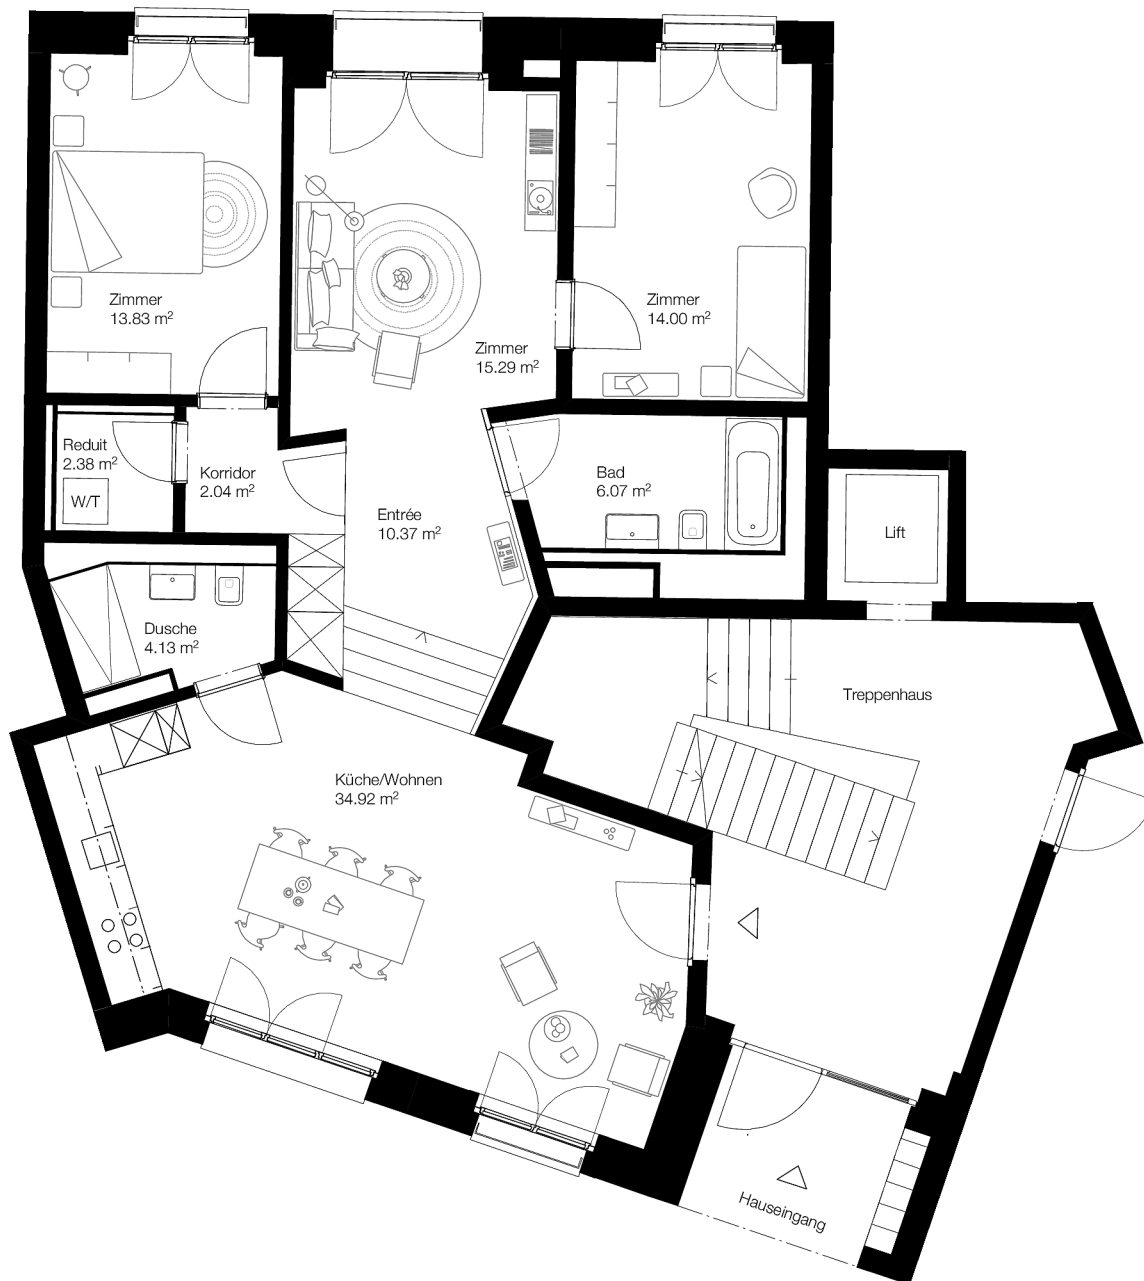 Zimmer
13.83 m²
Zimmer
14.00 m²
Zimmer
15.29 m²
Reduit
2.38 m²
W/T
Korridor
2.04 m²
Bad
6.07 m²
Entrée
10.37 m²
Lift
Dusche
4.13 m²
Treppenhaus
Küche/Wohnen
34.92 m²
Hauseingang